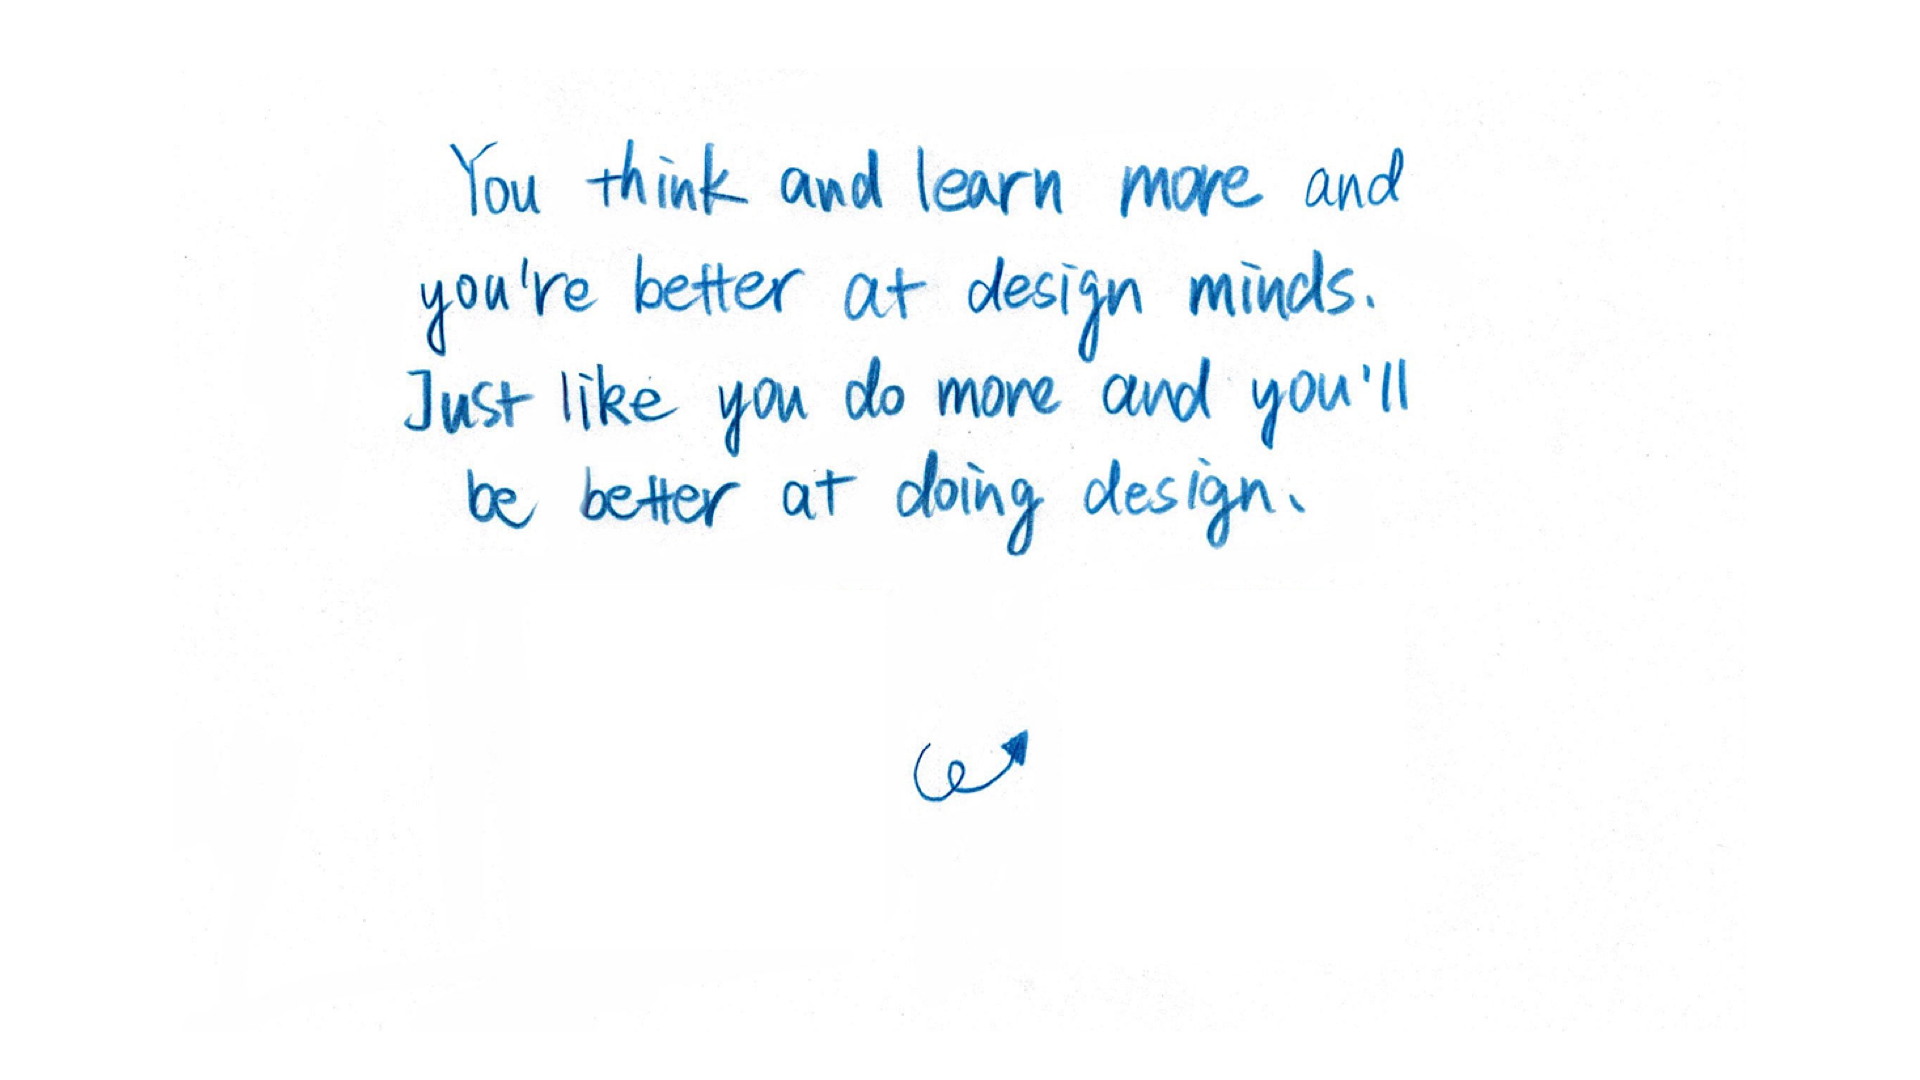 You think and learn more and
you're better at design minds.
Just like you do more and you'll
be better at doing design.